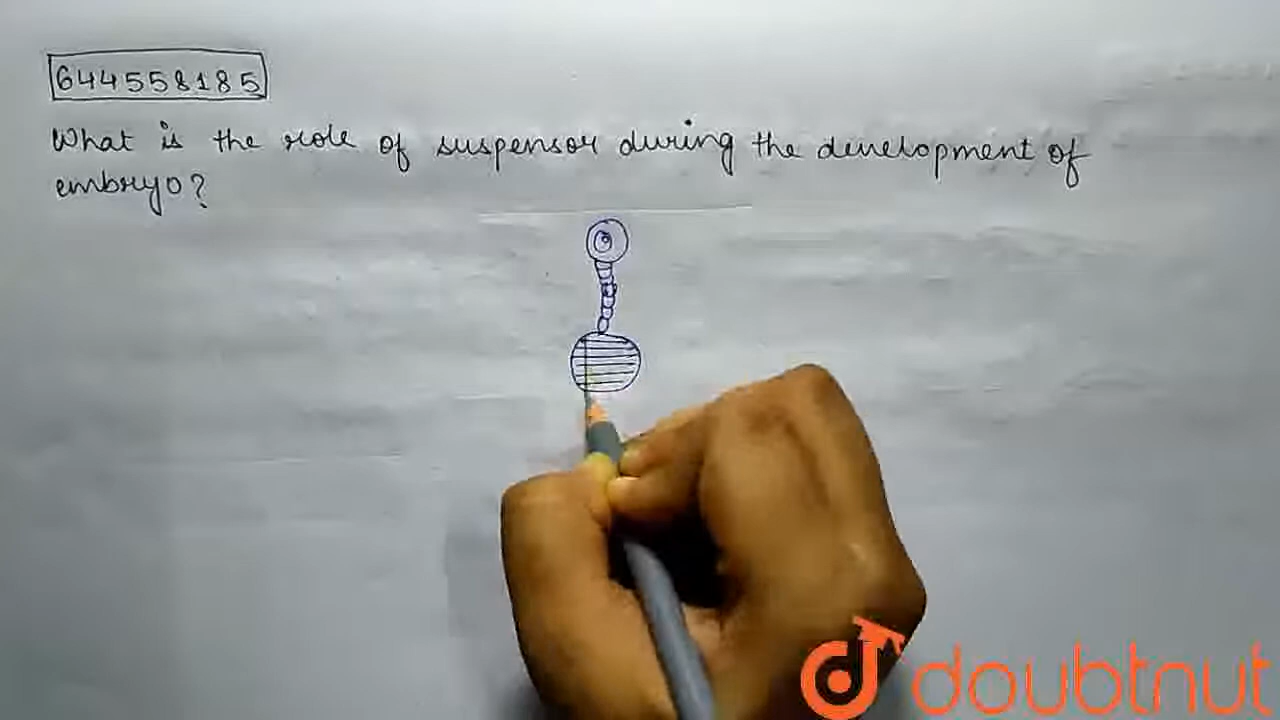 644558185
What is the role of suspensor during the development of
embryo?
doubtnut